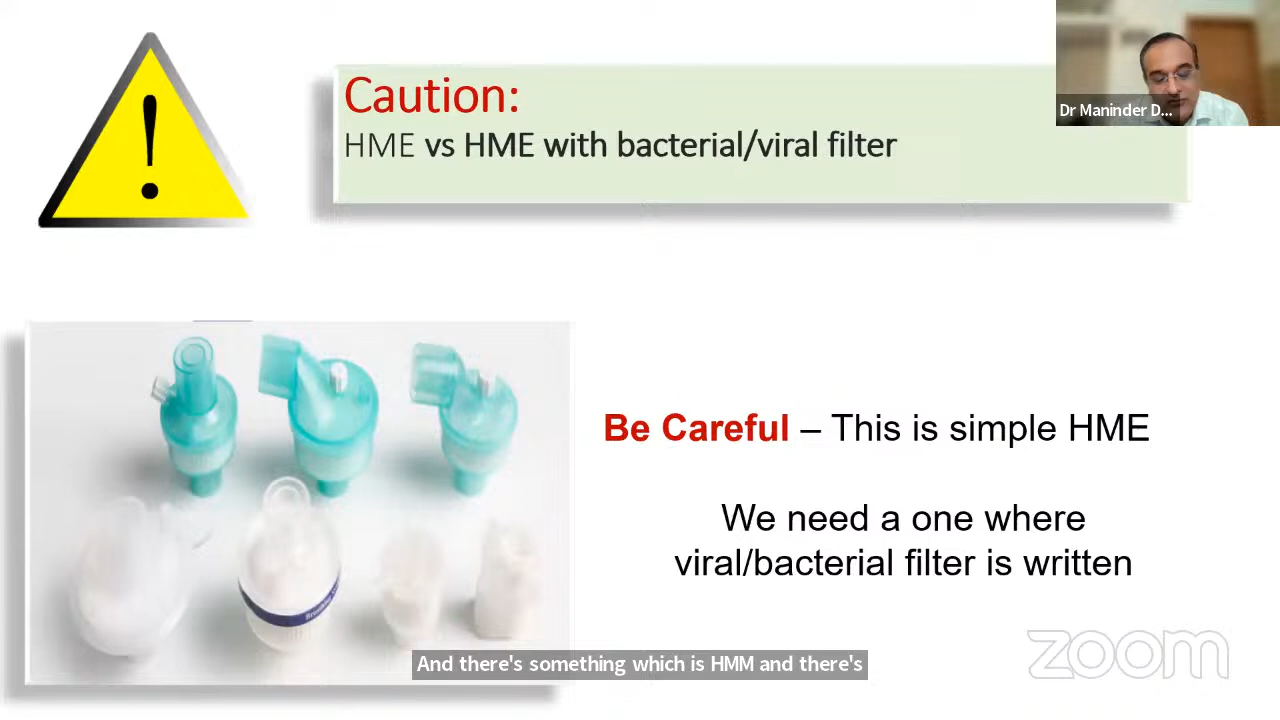 Caution:
HME vs HME with bacterial/viral filter
Dr Maninder D...
Be Careful – This is simple HME
We need a one where
viral/bacterial filter is written
And there's something which is HMM and there's
zoom